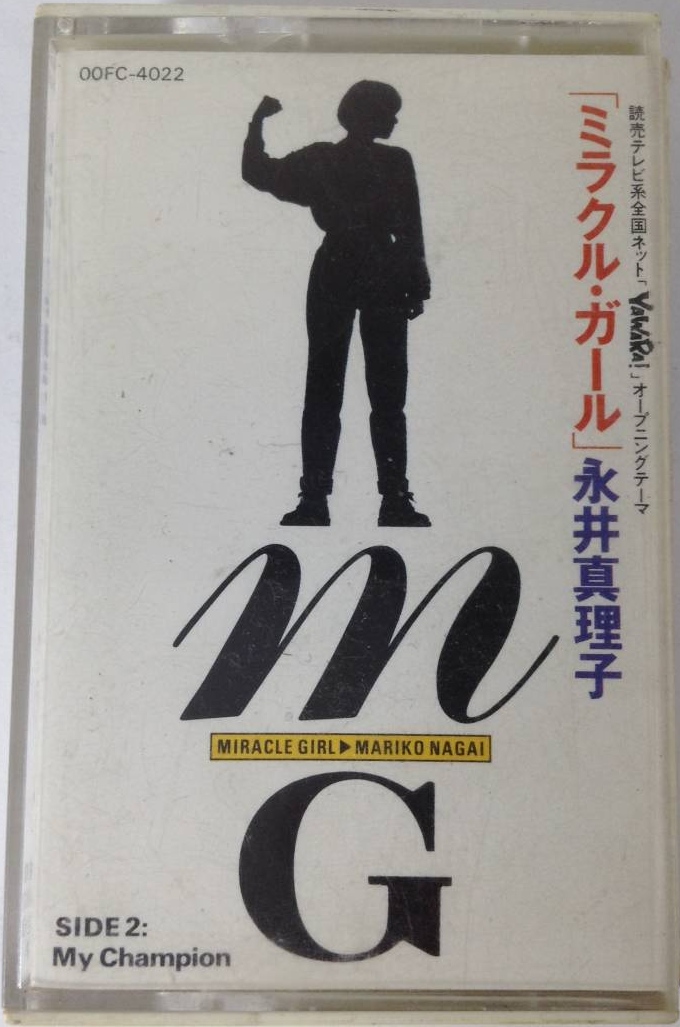 OOFC-4022
読売テレビ系全国ネット「YAWARA!」オープニングテーマ
「ミラクル・ガール」永井真理子
m
MIRACLE GIRL▶MARIKO NAGAI
G
SIDE 2:
My Champion